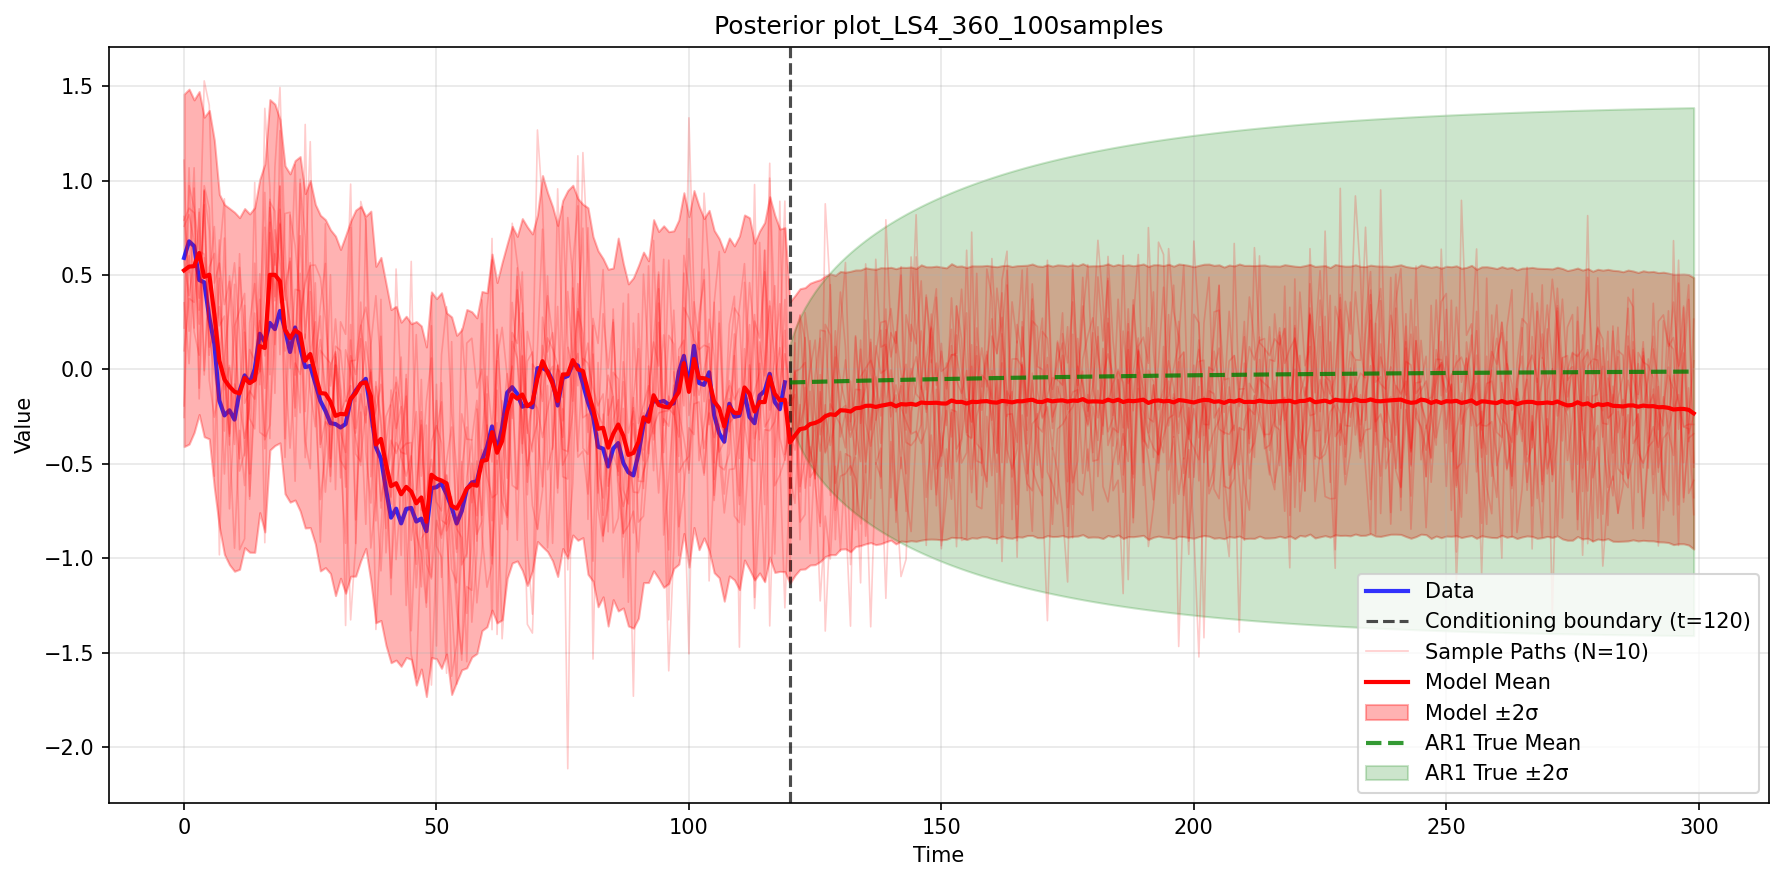 Posterior plot_LS4_360_100samples
Value
1.5
1.0
0.5
0.0
−0.5
−1.0
−1.5
−2.0
Data
Conditioning boundary (t=120)
Sample Paths (N=10)
Model Mean
Model ±2σ
AR1 True Mean
AR1 True ±2σ
0 50 100 150 200 250 300
Time